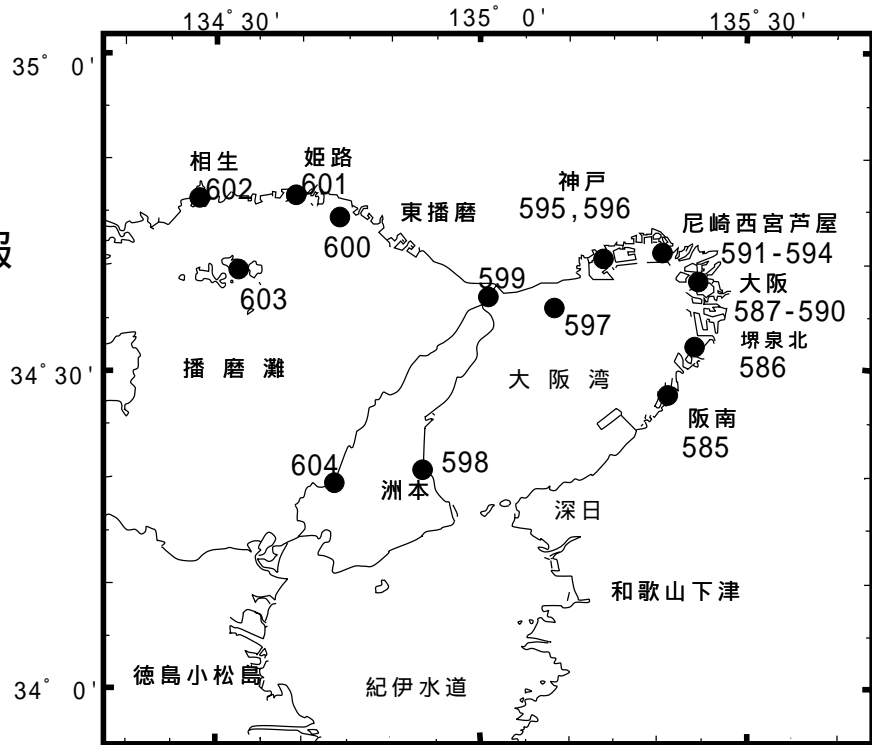 134°30' 135° 0' 135°30'
35° 0'
相生
602
姫路
601
神戸
595,596
東播磨
600
尼崎西宮芦屋
591-594
報
603
599
597
大阪
587-590
堺泉北
586
34°30'
播磨灘
大阪湾
阪南
585
604
598
洲本
深日
和歌山下津
徳島小松島
34° 0'
紀伊水道